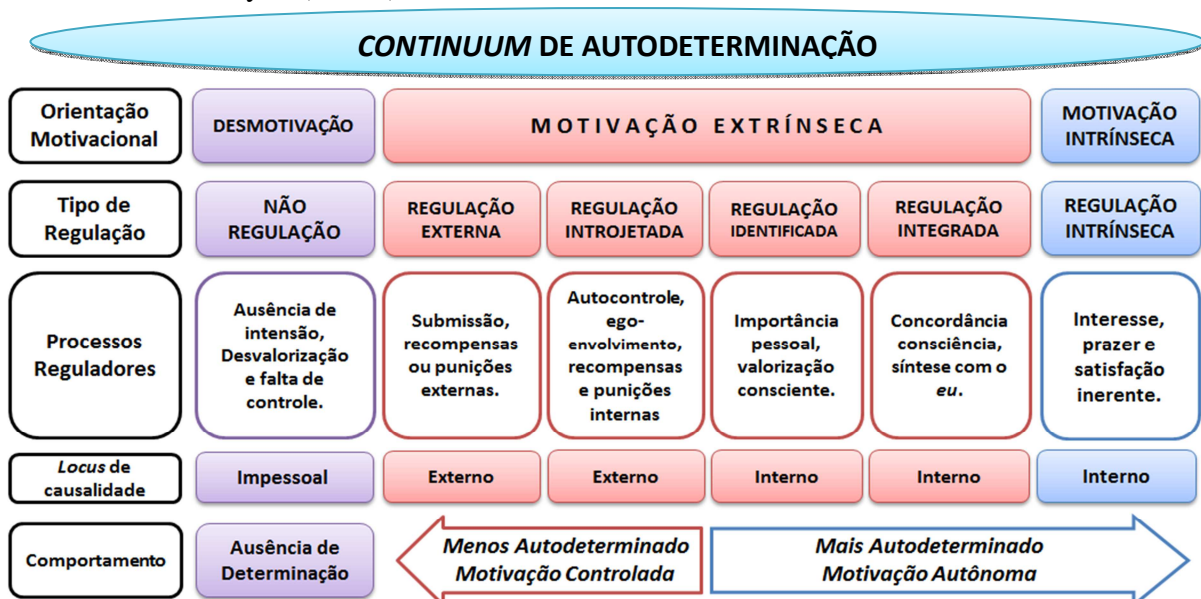 CONTINUUM DE AUTODETERMINAÇÃO
Orientação
Motivacional
DESMOTIVAÇÃO
MOTIVAÇÃO EXTRÍNSECA
MOTIVAÇÃO
INTRÍNSECA
Tipo de
Regulação
NÃO
REGULAÇÃO
REGULAÇÃO
EXTERNA
REGULAÇÃO
INTROJETADA
REGULAÇÃO
IDENTIFICADA
REGULAÇÃO
INTEGRADA
REGULAÇÃO
INTRÍNSECA
Processos
Reguladores
Ausência de
intensão,
Desvalorização
e falta de
controle.
Submissão,
recompensas
ou punições
externas.
Autocontrole,
ego-
envolvimento,
recompensas
e punições
internas
Importância
pessoal,
valorização
consciente.
Concordância
consciência,
síntese com o
eu.
Interesse,
prazer e
satisfação
inerente.
Locus de
causalidade
Impessoal
Externo
Externo
Interno
Interno
Interno
Comportamento
Ausência de
Determinação
Menos Autodeterminado
Motivação Controlada
Mais Autodeterminado
Motivação Autônoma